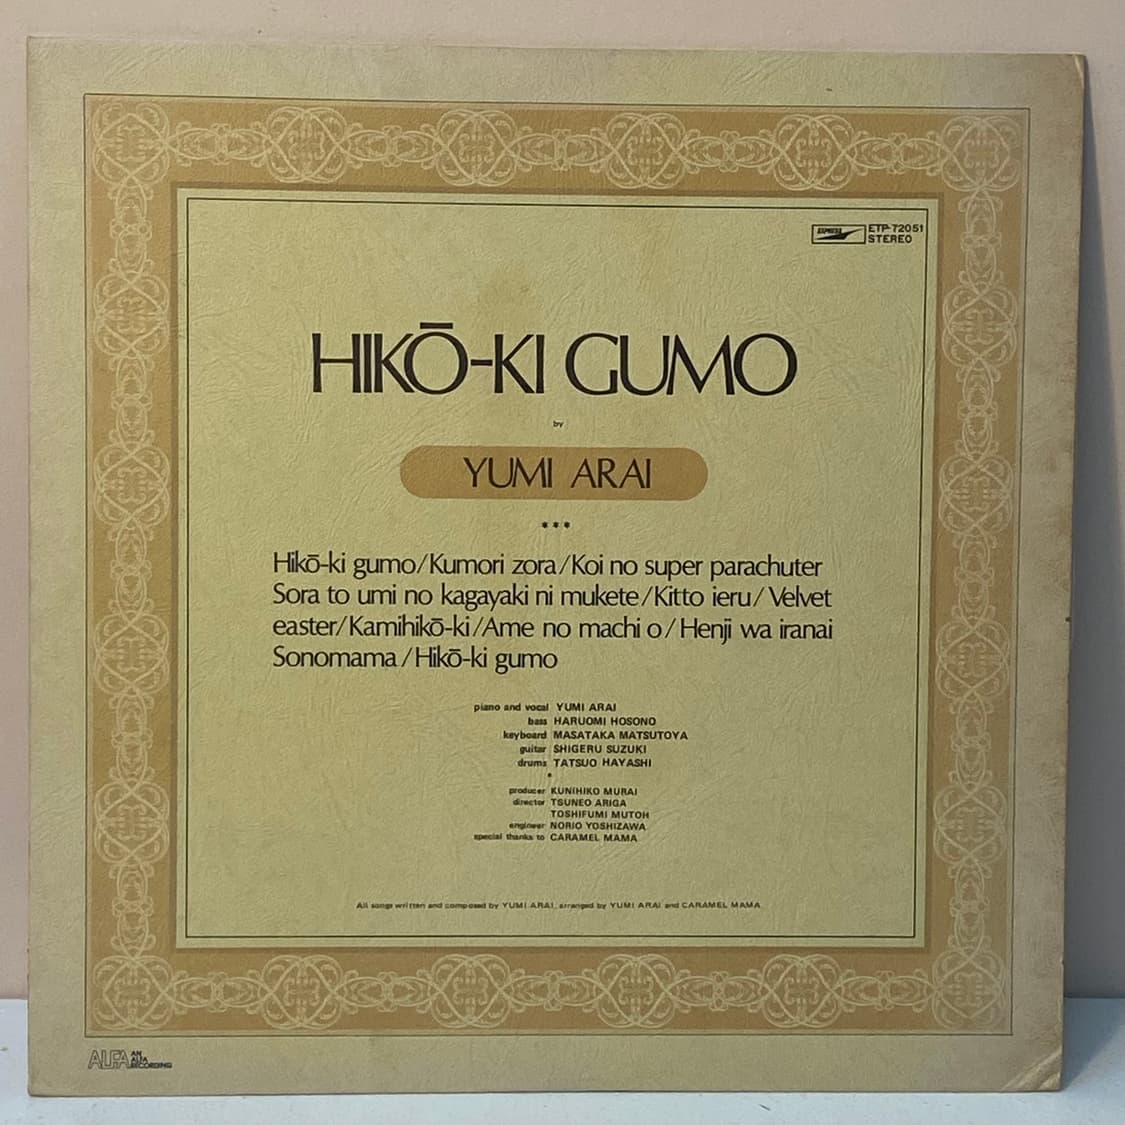 EXPRESS
ETP-72051
STEREO
HIKŌ-KI GUMO
by
YUMI ARAI
***
Hikō-ki gumo/Kumori zora/Koi no super parachuter
Sora to umi no kagayaki ni mukete/Kitto ieru/Velvet
easter/Kamihikō-ki/Ame no machi o/Henji wa iranai
Sonomama/Hikō-ki gumo
piano and vocal YUMI ARAI
bass HARUOMI HOSONO
keyboard MASATAKA MATSUTOYA
guitar SHIGERU SUZUKI
drums TATSUO HAYASHI
*
producer KUNIHIKO MURAI
director TSUNEO ARIGA
TOSHIFUMI MUTOH
engineer NORIO YOSHIZAWA
special thanks to CARAMEL MAMA
All songs written and composed by YUMI ARAI, arranged by YUMI ARAI and CARAMEL MAMA
ALFA AN
ALFA
RECORDING